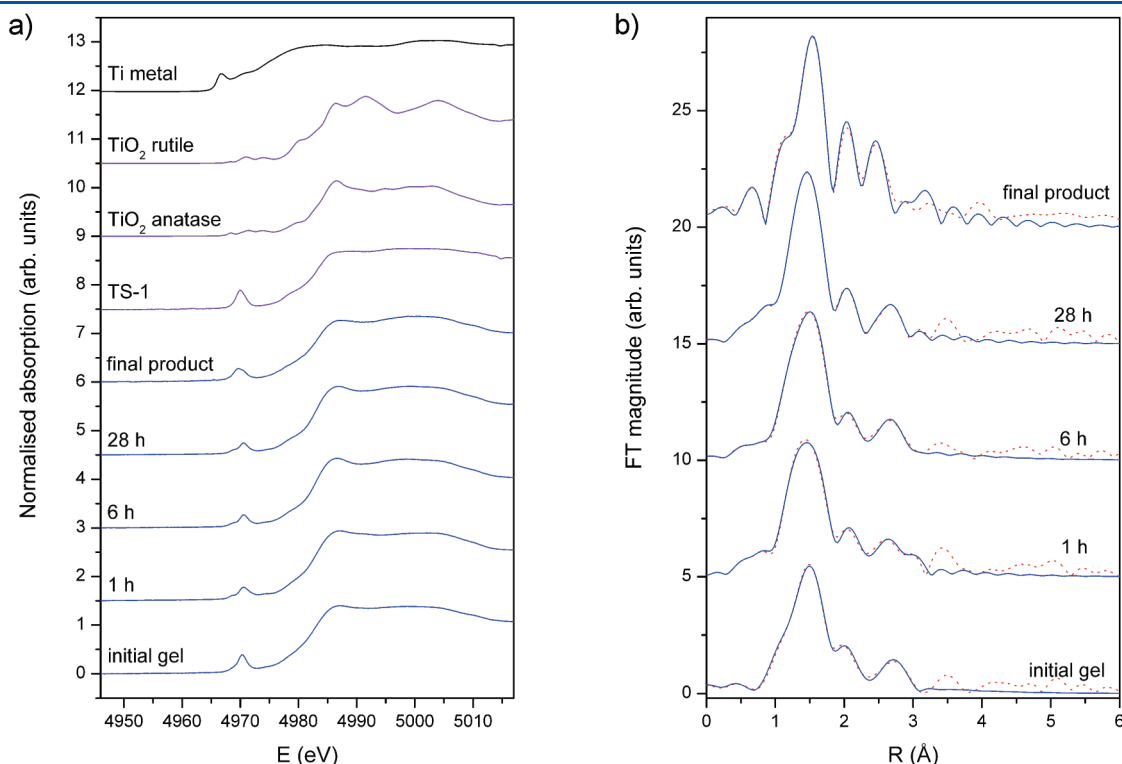 a)
Normalised absorption (arb. units)
13
12
11
10
9
8
7
6
5
4
3
2
1
0
Ti metal
TiO2 rutile
TiO2 anatase
TS-1
final product
28 h
6 h
1 h
initial gel
4950 4960 4970 4980 4990 5000 5010
E (eV)
b)
FT magnitude (arb. units)
25
20
15
10
5
0
final product
28 h
6 h
1 h
initial gel
0 1 2 3 4 5 6
R (Å)